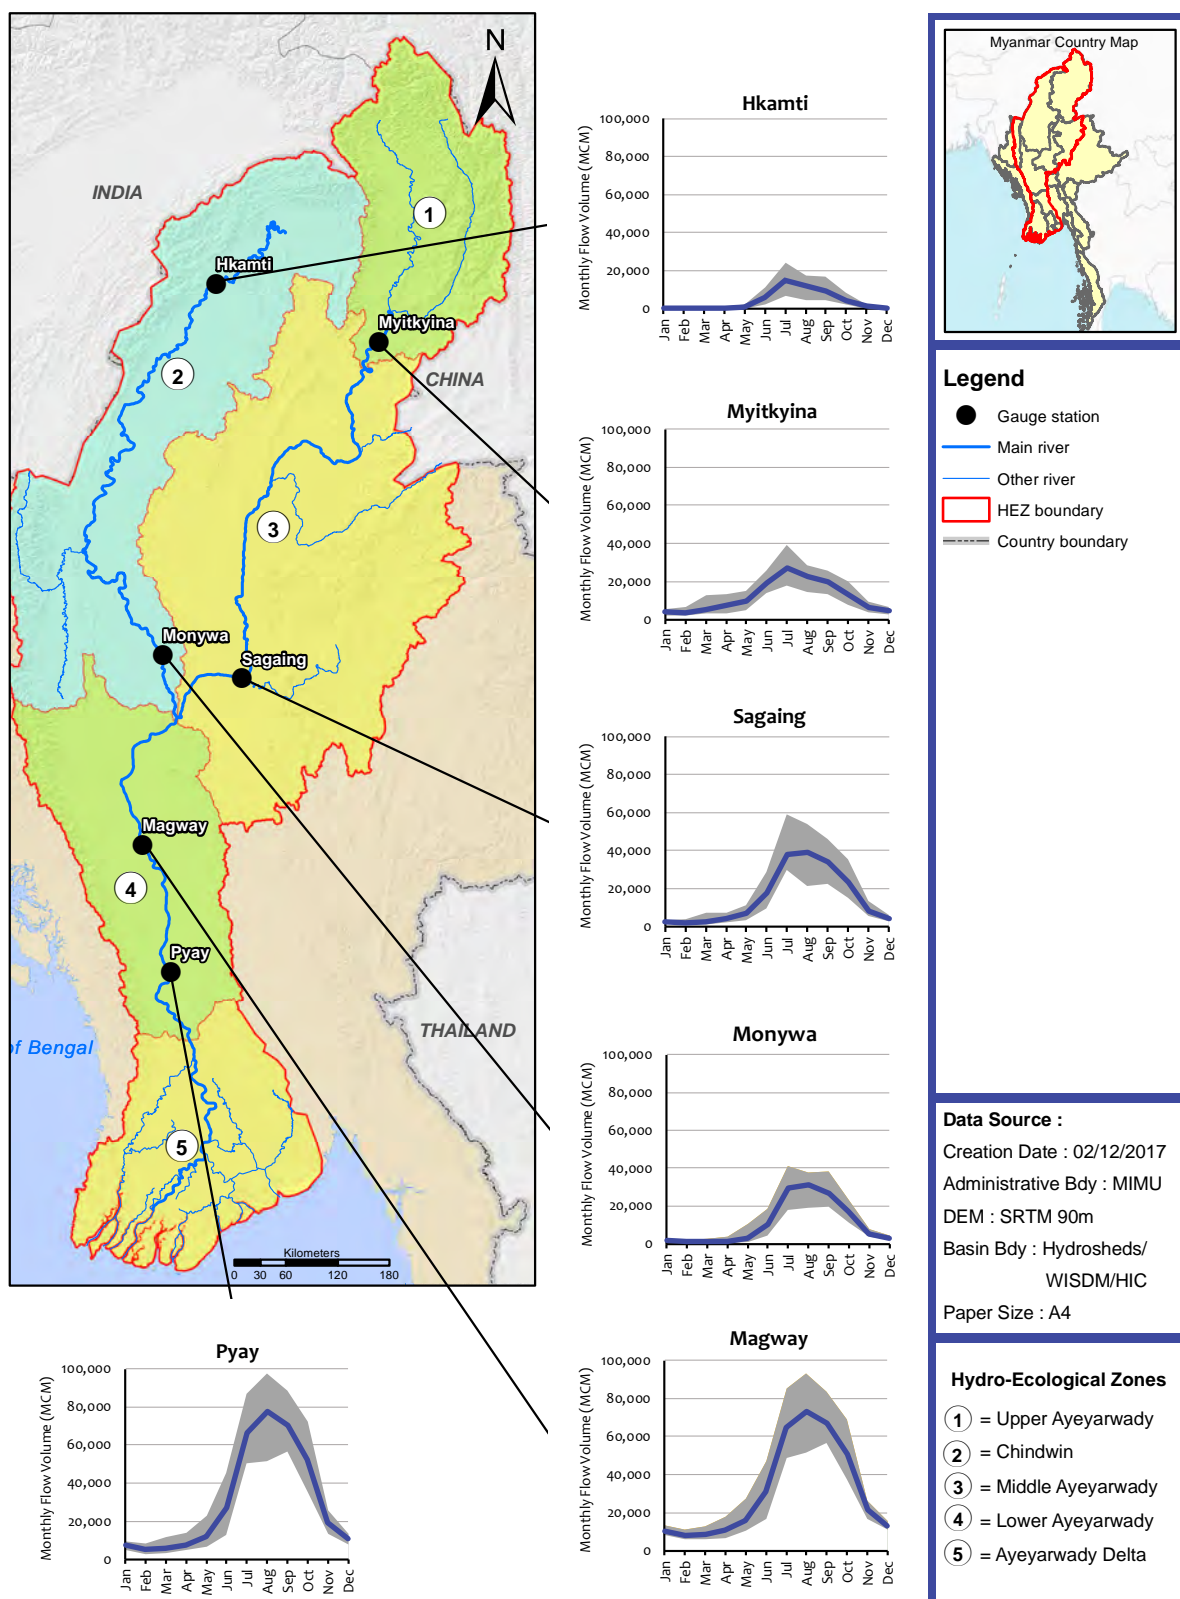 N
INDIA
1
Hkamti
Myitkyina
2
CHINA
3
Monywa
Sagaing
Magway
4
Pyay
THAILAND
of Bengal
5
Kilometers
0 30 60 120 180
Hkamti
Monthly Flow Volume (MCM)
100,000
80,000
60,000
40,000
20,000
0
Jan Feb Mar Apr May Jun Jul Aug Sep Oct Nov Dec
Myitkyina
Monthly Flow Volume (MCM)
100,000
80,000
60,000
40,000
20,000
0
Jan Feb Mar Apr May Jun Jul Aug Sep Oct Nov Dec
Sagaing
Monthly Flow Volume (MCM)
100,000
80,000
60,000
40,000
20,000
0
Jan Feb Mar Apr May Jun Jul Aug Sep Oct Nov Dec
Monywa
Monthly Flow Volume (MCM)
100,000
80,000
60,000
40,000
20,000
0
Jan Feb Mar Apr May Jun Jul Aug Sep Oct Nov Dec
Pyay
Monthly Flow Volume (MCM)
100,000
80,000
60,000
40,000
20,000
0
Jan Feb Mar Apr May Jun Jul Aug Sep Oct Nov Dec
Magway
Monthly Flow Volume (MCM)
100,000
80,000
60,000
40,000
20,000
0
Jan Feb Mar Apr May Jun Jul Aug Sep Oct Nov Dec
Myanmar Country Map
Legend
Gauge station
Main river
Other river
HEZ boundary
Country boundary
Data Source :
Creation Date : 02/12/2017
Administrative Bdy : MIMU
DEM : SRTM 90m
Basin Bdy : Hydrosheds/
WISDM/HIC
Paper Size : A4
Hydro-Ecological Zones
1 = Upper Ayeyarwady
2 = Chindwin
3 = Middle Ayeyarwady
4 = Lower Ayeyarwady
5 = Ayeyarwady Delta